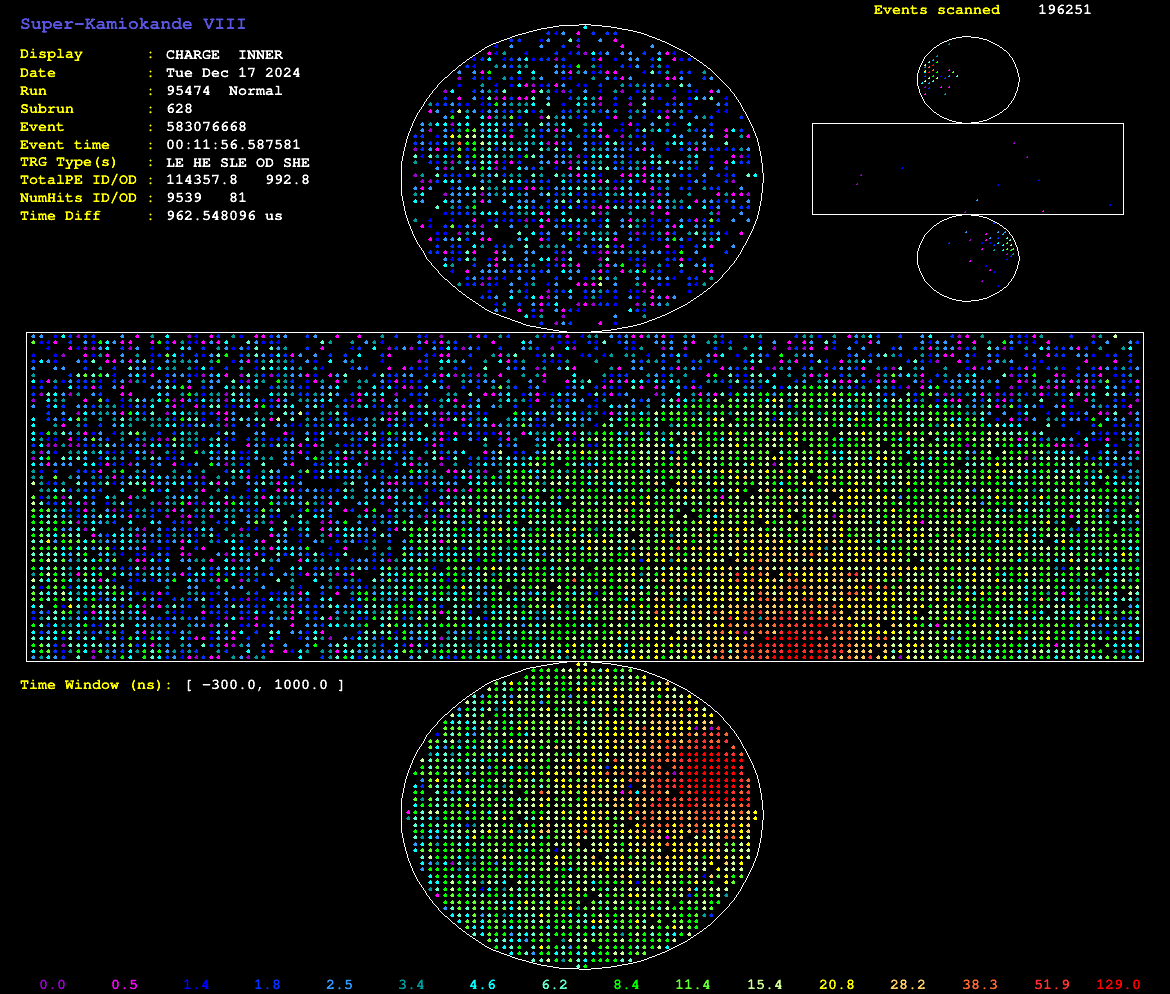 Super-Kamiokande VIII
Events scanned 196251
Display : CHARGE INNER
Date : Tue Dec 17 2024
Run : 95474 Normal
Subrun : 628
Event : 583076668
Event time : 00:11:56.587581
TRG Type(s) : LE HE SLE OD SHE
TotalPE ID/OD : 114357.8 992.8
NumHits ID/OD : 9539 81
Time Diff : 962.548096 us
Time Window (ns): [ −300.0, 1000.0 ]
0.0 0.5 1.4 1.8 2.5 3.4 4.6 6.2 8.4 11.4 15.4 20.8 28.2 38.3 51.9 129.0